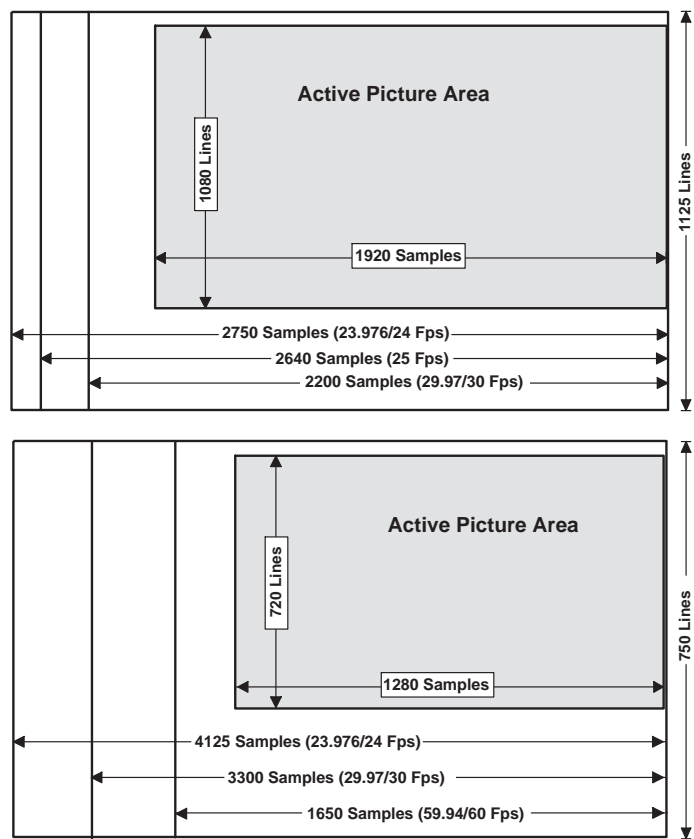 Active Picture Area
1080 Lines
1125 Lines
1920 Samples
2750 Samples (23.976/24 Fps)
2640 Samples (25 Fps)
2200 Samples (29.97/30 Fps)
Active Picture Area
720 Lines
750 Lines
1280 Samples
4125 Samples (23.976/24 Fps)
3300 Samples (29.97/30 Fps)
1650 Samples (59.94/60 Fps)